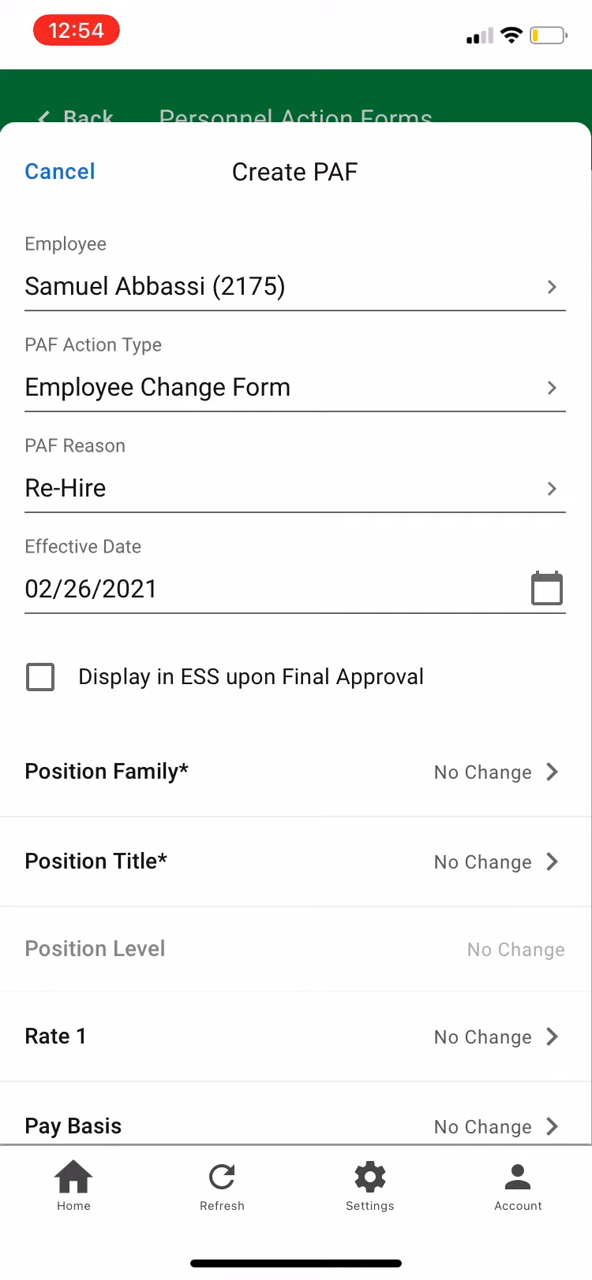 12:54
Back Personnel Action Forms
Cancel Create PAF
Employee
Samuel Abbassi (2175)
PAF Action Type
Employee Change Form
PAF Reason
Re-Hire
Effective Date
02/26/2021
Display in ESS upon Final Approval
Position Family* No Change
Position Title* No Change
Position Level No Change
Rate 1 No Change
Pay Basis No Change
Home Refresh Settings Account